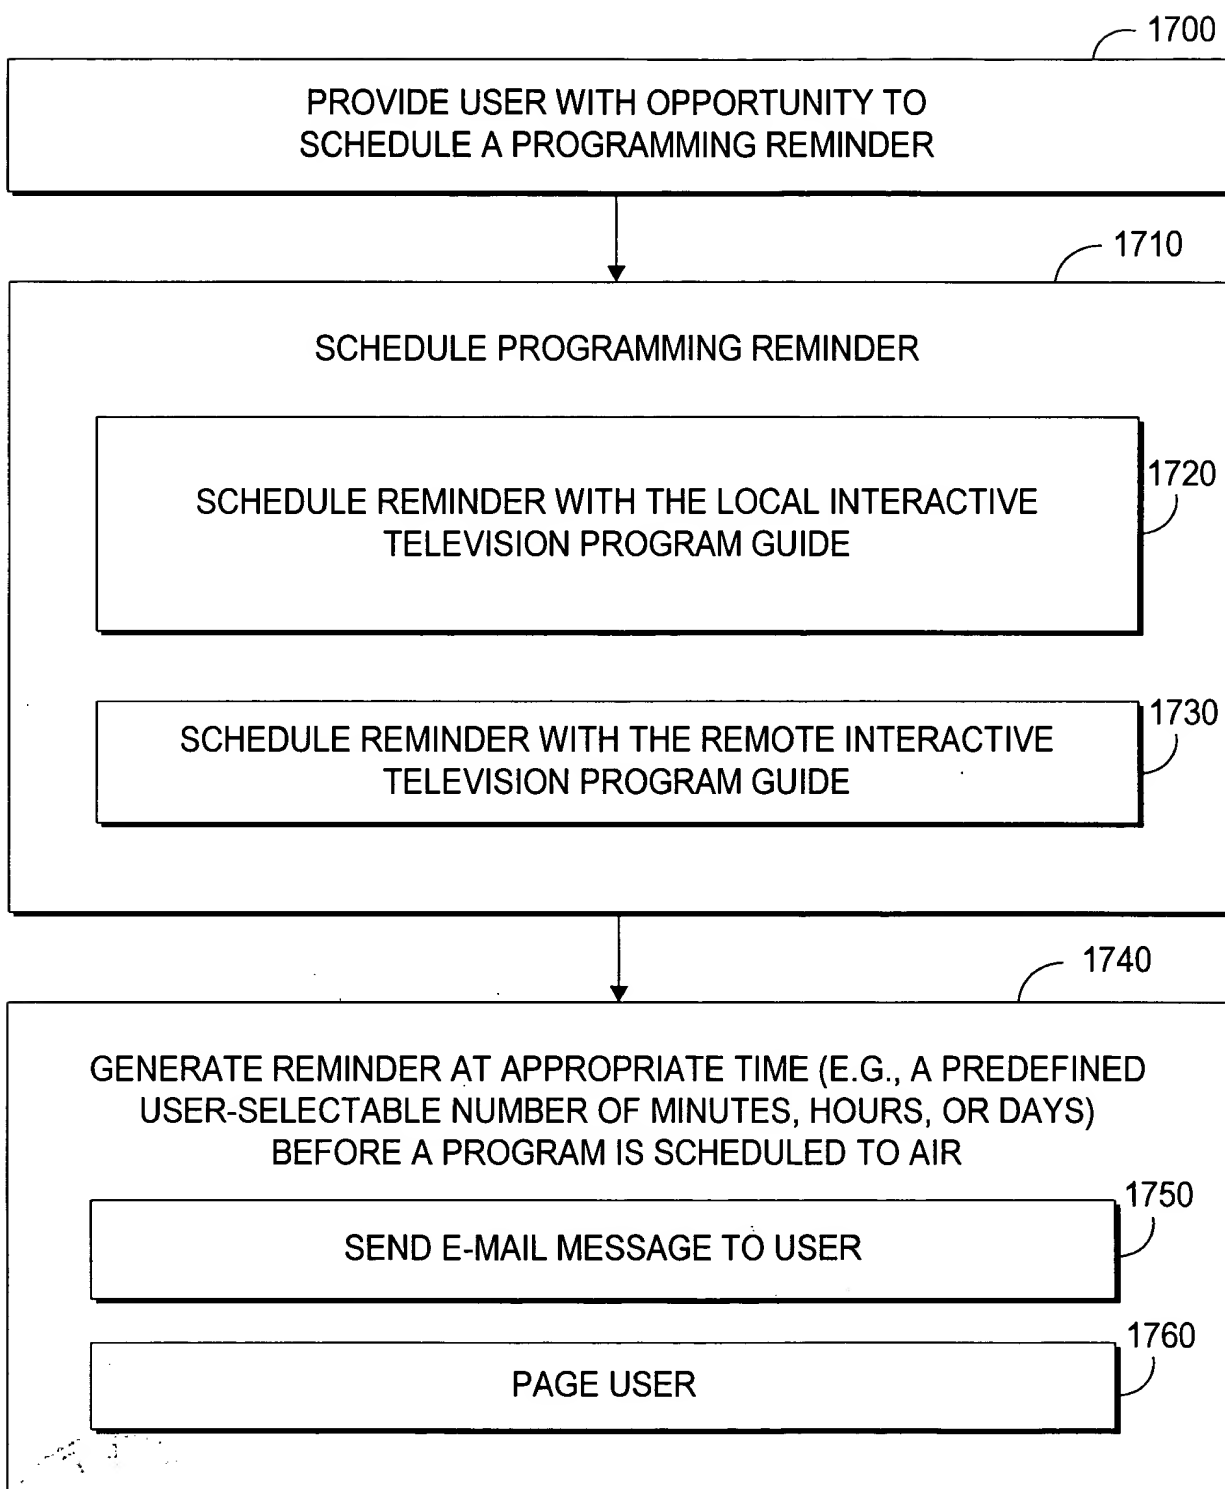 1700
PROVIDE USER WITH OPPORTUNITY TO
SCHEDULE A PROGRAMMING REMINDER
1710
SCHEDULE PROGRAMMING REMINDER
1720
SCHEDULE REMINDER WITH THE LOCAL INTERACTIVE
TELEVISION PROGRAM GUIDE
1730
SCHEDULE REMINDER WITH THE REMOTE INTERACTIVE
TELEVISION PROGRAM GUIDE
1740
GENERATE REMINDER AT APPROPRIATE TIME (E.G., A PREDEFINED
USER-SELECTABLE NUMBER OF MINUTES, HOURS, OR DAYS)
BEFORE A PROGRAM IS SCHEDULED TO AIR
1750
SEND E-MAIL MESSAGE TO USER
1760
PAGE USER